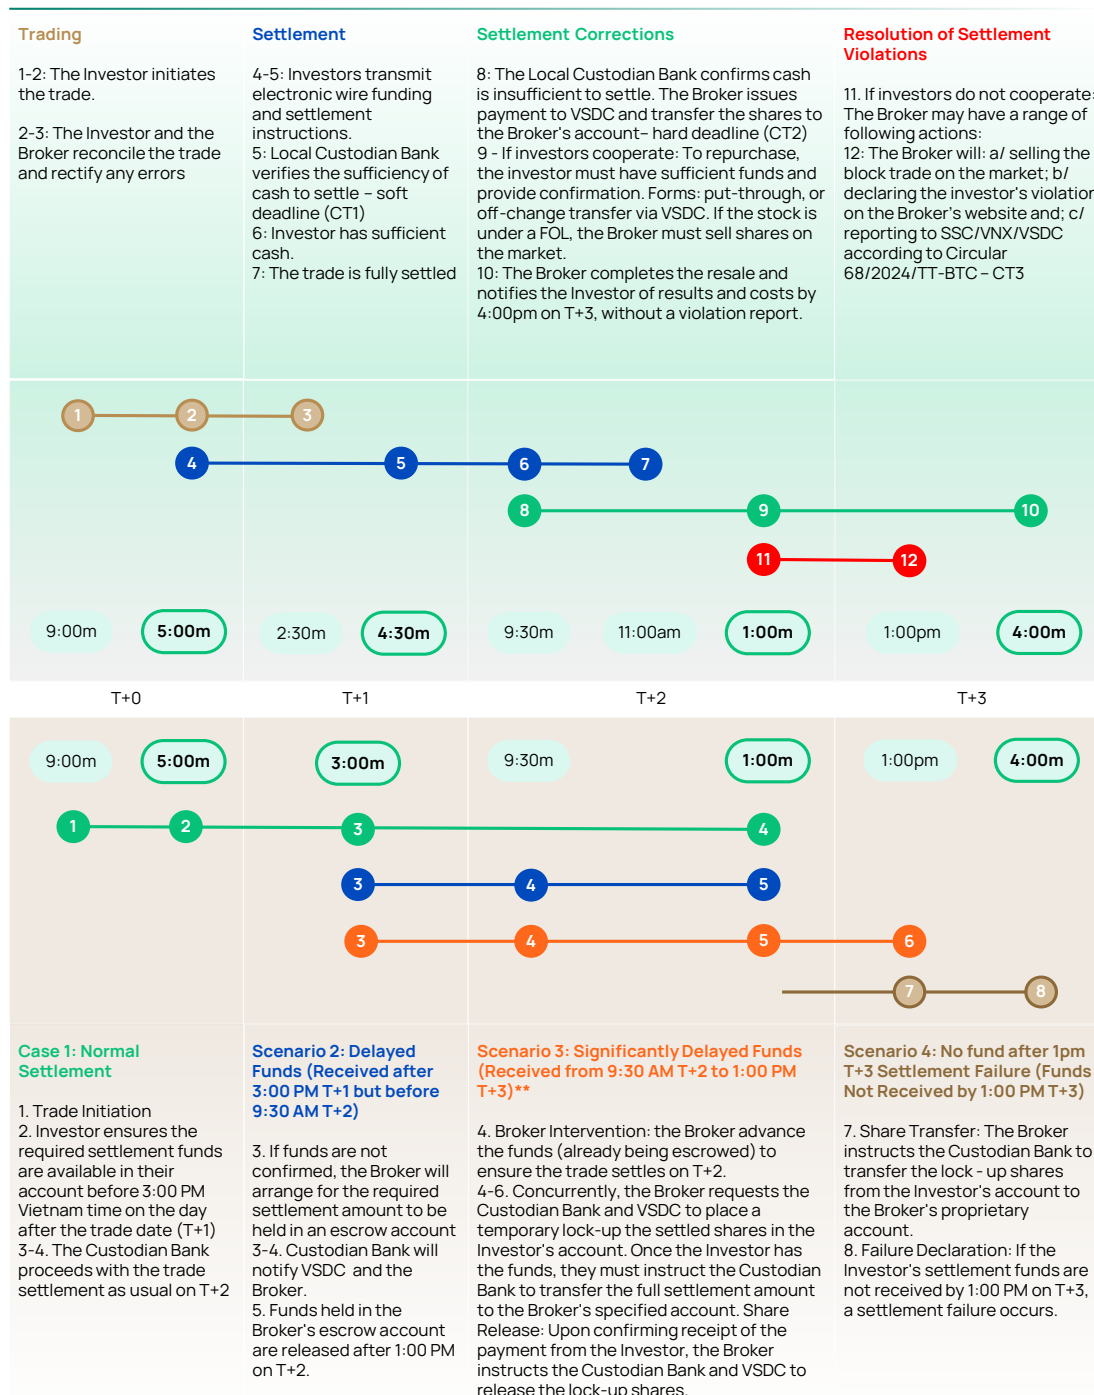 Trading
1-2: The Investor initiates
the trade.
2-3: The Investor and the
Broker reconcile the trade
and rectify any errors
Settlement
4-5: Investors transmit
electronic wire funding
and settlement
instructions.
5: Local Custodian Bank
verifies the sufficiency of
cash to settle – soft
deadline (CT1)
6: Investor has sufficient
cash.
7: The trade is fully settled
Settlement Corrections
8: The Local Custodian Bank confirms cash
is insufficient to settle. The Broker issues
payment to VSDC and transfer the shares to
the Broker's account– hard deadline (CT2)
9 - If investors cooperate: To repurchase,
the investor must have sufficient funds and
provide confirmation. Forms: put-through, or
off-change transfer via VSDC. If the stock is
under a FOL, the Broker must sell shares on
the market.
10: The Broker completes the resale and
notifies the Investor of results and costs by
4:00pm on T+3, without a violation report.
Resolution of Settlement
Violations
11. If investors do not cooperate:
The Broker may have a range of
following actions:
12: The Broker will: a/ selling the
block trade on the market; b/
declaring the investor's violation
on the Broker's website and; c/
reporting to SSC/VNX/VSDC
according to Circular
68/2024/TT-BTC – CT3
1 2 3
4 5 6 7
8 9 10
11 12
9:00m 5:00m 2:30m 4:30m 9:30m 11:00am 1:00m 1:00pm 4:00m
T+0 T+1 T+2 T+3
9:00m 5:00m 3:00m 9:30m 1:00m 1:00pm 4:00m
1 2 3 4
3 4 5
3 4 5 6
7 8
Case 1: Normal
Settlement
1. Trade Initiation
2. Investor ensures the
required settlement funds
are available in their
account before 3:00 PM
Vietnam time on the day
after the trade date (T+1)
3-4. The Custodian Bank
proceeds with the trade
settlement as usual on T+2
Scenario 2: Delayed
Funds (Received after
3:00 PM T+1 but before
9:30 AM T+2)
3. If funds are not
confirmed, the Broker will
arrange for the required
settlement amount to be
held in an escrow account
3-4. Custodian Bank will
notify VSDC and the
Broker.
5. Funds held in the
Broker's escrow account
are released after 1:00 PM
on T+2.
Scenario 3: Significantly Delayed Funds
(Received from 9:30 AM T+2 to 1:00 PM
T+3)**
4. Broker Intervention: the Broker advance
the funds (already being escrowed) to
ensure the trade settles on T+2.
4-6. Concurrently, the Broker requests the
Custodian Bank and VSDC to place a
temporary lock-up the settled shares in the
Investor's account. Once the Investor has
the funds, they must instruct the Custodian
Bank to transfer the full settlement amount
to the Broker's specified account. Share
Release: Upon confirming receipt of the
payment from the Investor, the Broker
instructs the Custodian Bank and VSDC to
release the lock-up shares.
Scenario 4: No fund after 1pm
T+3 Settlement Failure (Funds
Not Received by 1:00 PM T+3)
7. Share Transfer: The Broker
instructs the Custodian Bank to
transfer the lock - up shares
from the Investor's account to
the Broker's proprietary
account.
8. Failure Declaration: If the
Investor's settlement funds are
not received by 1:00 PM on T+3,
a settlement failure occurs.